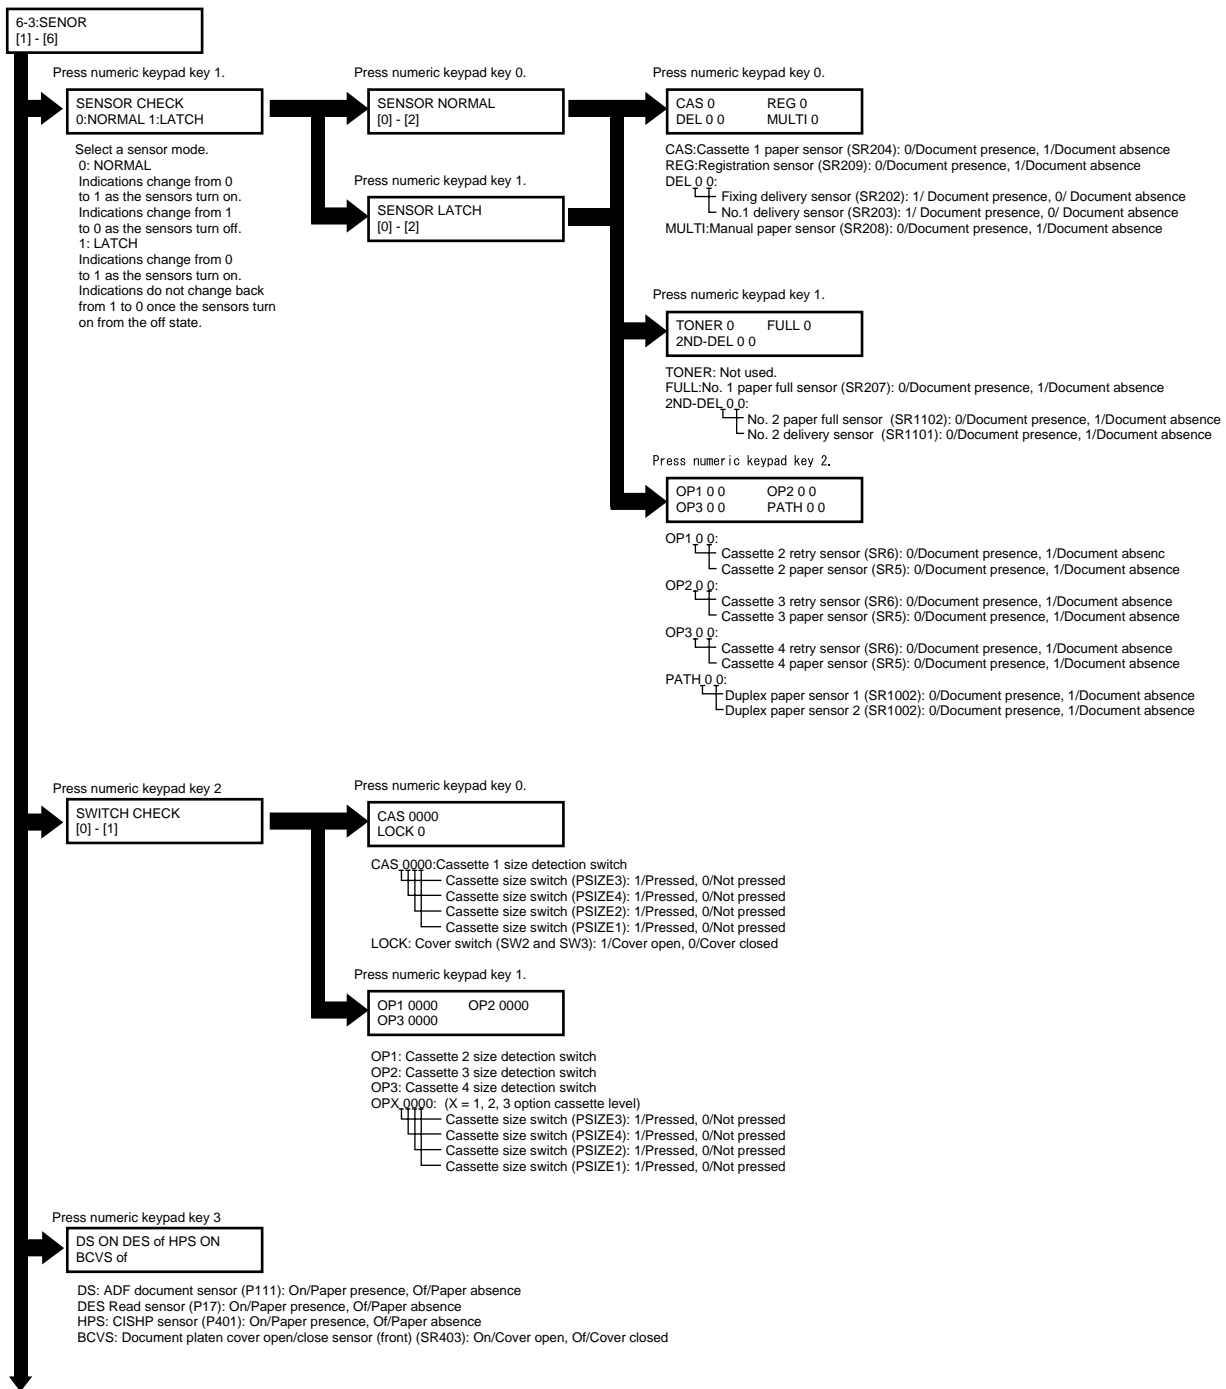 6-3:SENOR
[1] - [6]
Press numeric keypad key 1.
SENSOR CHECK
0:NORMAL 1:LATCH
Select a sensor mode.
0: NORMAL
Indications change from 0
to 1 as the sensors turn on.
Indications change from 1
to 0 as the sensors turn off.
1: LATCH
Indications change from 0
to 1 as the sensors turn on.
Indications do not change back
from 1 to 0 once the sensors turn
on from the off state.
Press numeric keypad key 0.
SENSOR NORMAL
[0] - [2]
Press numeric keypad key 1.
SENSOR LATCH
[0] - [2]
Press numeric keypad key 0.
CAS 0 REG 0
DEL 0 0 MULTI 0
CAS:Cassette 1 paper sensor (SR204): 0/Document presence, 1/Document absence
REG:Registration sensor (SR209): 0/Document presence, 1/Document absence
DEL 0 0:
Fixing delivery sensor (SR202): 1/ Document presence, 0/ Document absence
No.1 delivery sensor (SR203): 1/ Document presence, 0/ Document absence
MULTI:Manual paper sensor (SR208): 0/Document presence, 1/Document absence
Press numeric keypad key 1.
TONER 0 FULL 0
2ND-DEL 0 0
TONER: Not used.
FULL:No. 1 paper full sensor (SR207): 0/Document presence, 1/Document absence
2ND-DEL 0 0:
No. 2 paper full sensor (SR1102): 0/Document presence, 1/Document absence
No. 2 delivery sensor (SR1101): 0/Document presence, 1/Document absence
Press numeric keypad key 2.
OP1 0 0 OP2 0 0
OP3 0 0 PATH 0 0
OP1 0 0:
Cassette 2 retry sensor (SR6): 0/Document presence, 1/Document absenc
Cassette 2 paper sensor (SR5): 0/Document presence, 1/Document absence
OP2 0 0:
Cassette 3 retry sensor (SR6): 0/Document presence, 1/Document absence
Cassette 3 paper sensor (SR5): 0/Document presence, 1/Document absence
OP3 0 0:
Cassette 4 retry sensor (SR6): 0/Document presence, 1/Document absence
Cassette 4 paper sensor (SR5): 0/Document presence, 1/Document absence
PATH 0 0:
Duplex paper sensor 1 (SR1002): 0/Document presence, 1/Document absence
Duplex paper sensor 2 (SR1002): 0/Document presence, 1/Document absence
Press numeric keypad key 2
SWITCH CHECK
[0] - [1]
Press numeric keypad key 0.
CAS 0000
LOCK 0
CAS 0000:Cassette 1 size detection switch
Cassette size switch (PSIZE3): 1/Pressed, 0/Not pressed
Cassette size switch (PSIZE4): 1/Pressed, 0/Not pressed
Cassette size switch (PSIZE2): 1/Pressed, 0/Not pressed
Cassette size switch (PSIZE1): 1/Pressed, 0/Not pressed
LOCK: Cover switch (SW2 and SW3): 1/Cover open, 0/Cover closed
Press numeric keypad key 1.
OP1 0000 OP2 0000
OP3 0000
OP1: Cassette 2 size detection switch
OP2: Cassette 3 size detection switch
OP3: Cassette 4 size detection switch
OPX 0000: (X = 1, 2, 3 option cassette level)
Cassette size switch (PSIZE3): 1/Pressed, 0/Not pressed
Cassette size switch (PSIZE4): 1/Pressed, 0/Not pressed
Cassette size switch (PSIZE2): 1/Pressed, 0/Not pressed
Cassette size switch (PSIZE1): 1/Pressed, 0/Not pressed
Press numeric keypad key 3
DS ON DES of HPS ON
BCVS of
DS: ADF document sensor (P111): On/Paper presence, Of/Paper absence
DES Read sensor (P17): On/Paper presence, Of/Paper absence
HPS: CISHP sensor (P401): On/Paper presence, Of/Paper absence
BCVS: Document platen cover open/close sensor (front) (SR403): On/Cover open, Of/Cover closed